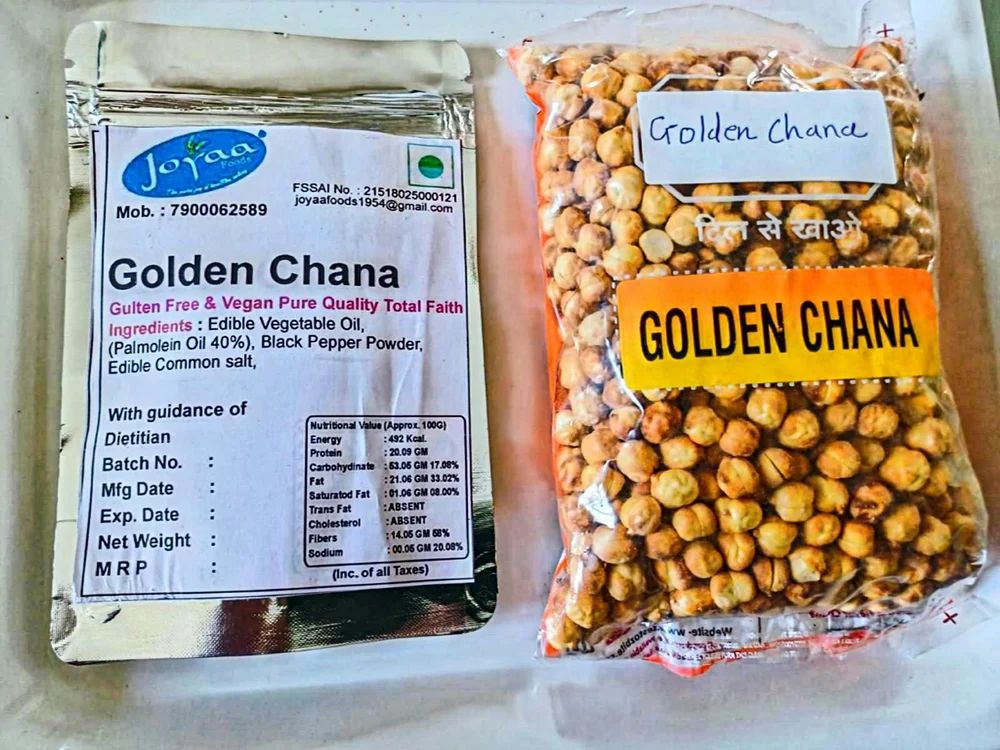 Joyaa
Foods
Mob. : 7900062589
FSSAI No. : 21518025000121
joyaafoods1954@gmail.com
Golden Chana
Gulten Free & Vegan Pure Quality Total Faith
Ingredients : Edible Vegetable Oil,
(Palmolein Oil 40%), Black Pepper Powder,
Edible Common salt,
With guidance of
Dietitian
Batch No. :
Mfg Date :
Exp. Date :
Net Weight :
M R P :
Nutritional Value (Approx. 100G)
Energy : 492 Kcal.
Protein : 20.09 GM
Carbohydinate : 53.05 GM 17.08%
Fat : 21.06 GM 33.02%
Saturatod Fat : 01.06 GM 08.00%
Trans Fat : ABSENT
Cholesterol : ABSENT
Fibers : 14.05 GM 58%
Sodium : 00.05 GM 20.08%
(Inc. of all Taxes)
Golden Chana
दिल से खाओ
GOLDEN CHANA
Website- www